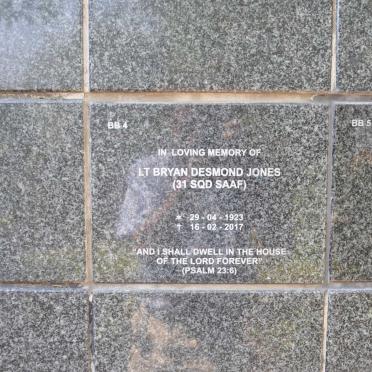 BB 4
BB 5
IN LOVING MEMORY OF
LT BRYAN DESMOND JONES
(31 SQD SAAF)
✶ 29 - 04 - 1923
† 16 - 02 - 2017
"AND I SHALL DWELL IN THE HOUSE
OF THE LORD FOREVER"
(PSALM 23:6)